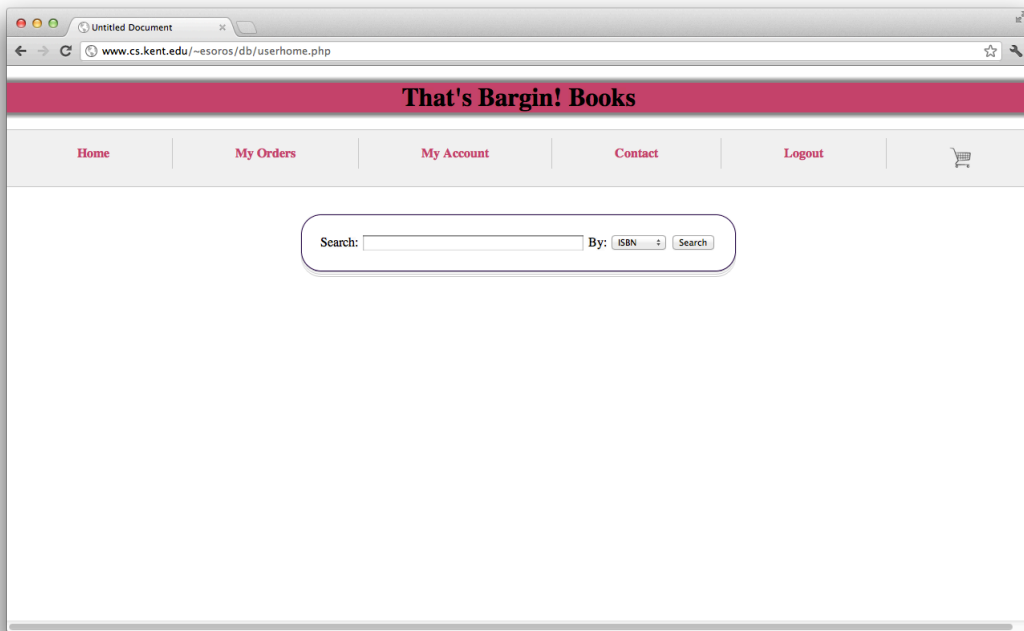 Untitled Document
www.cs.kent.edu/~esoros/db/userhome.php
That's Bargin! Books
Home My Orders My Account Contact Logout
Search: By: ISBN Search